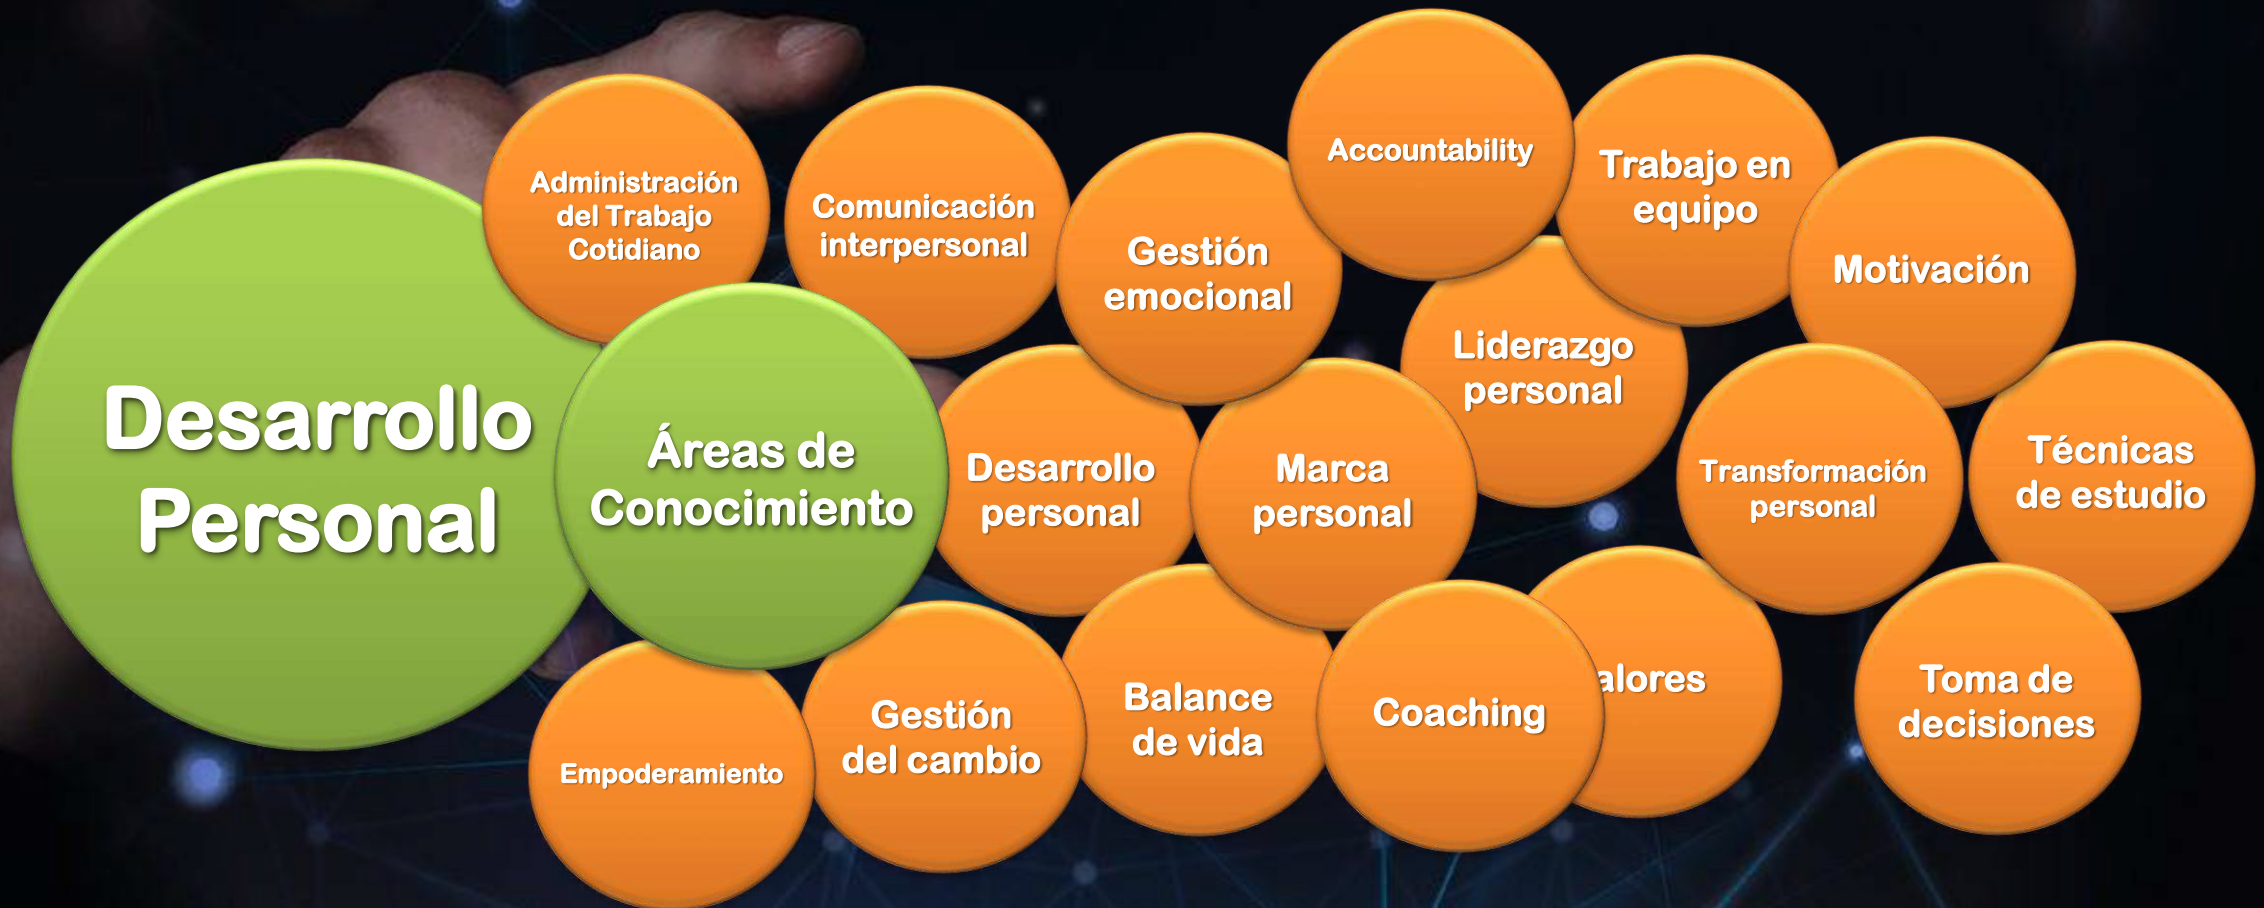 Desarrollo
Personal
Áreas de
Conocimiento
Administración
del Trabajo
Cotidiano
Comunicación
interpersonal
Gestión
emocional
Accountability
Trabajo en
equipo
Motivación
Liderazgo
personal
Desarrollo
personal
Marca
personal
Transformación
personal
Técnicas
de estudio
Empoderamiento
Gestión
del cambio
Balance
de vida
Coaching
alores
Toma de
decisiones